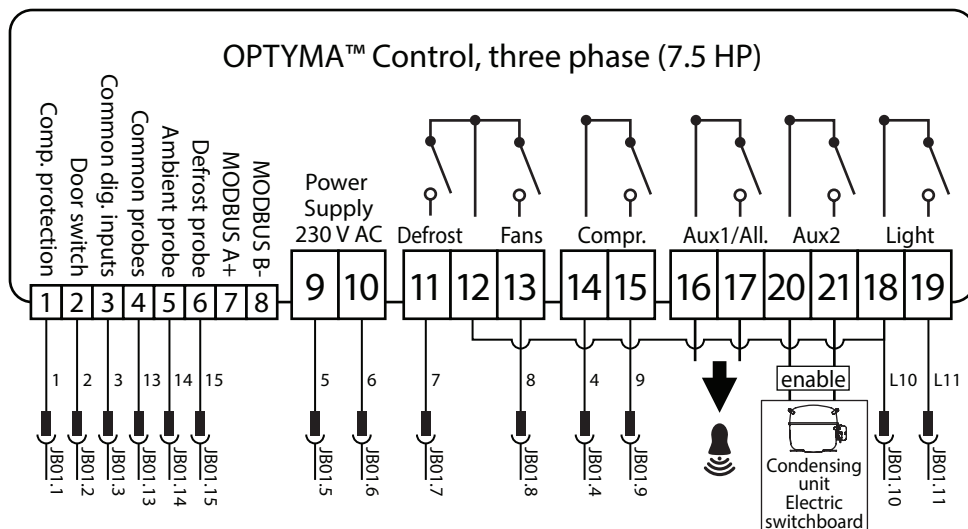 OPTYMA™ Control, three phase (7.5 HP)
Comp. protection
Door switch
Common dig. inputs
Common probes
Ambient probe
Defrost probe
MODBUS A+
MODBUS B-
Power
Supply
230 V AC
Defrost
Fans
Compr.
Aux1/All.
Aux2
Light
1 2 3 4 5 6 7 8 9 10 11 12 13 14 15 16 17 20 21 18 19
1 2 3 13 14 15 5 6 7 8 4 9 enable L10 L11
JB01.1
JB01.2
JB01.3
JB01.13
JB01.14
JB01.15
JB01.5
JB01.6
JB01.7
JB01.8
JB01.4
JB01.9
JB01.10
JB01.11
Condensing
unit
Electric
switchboard